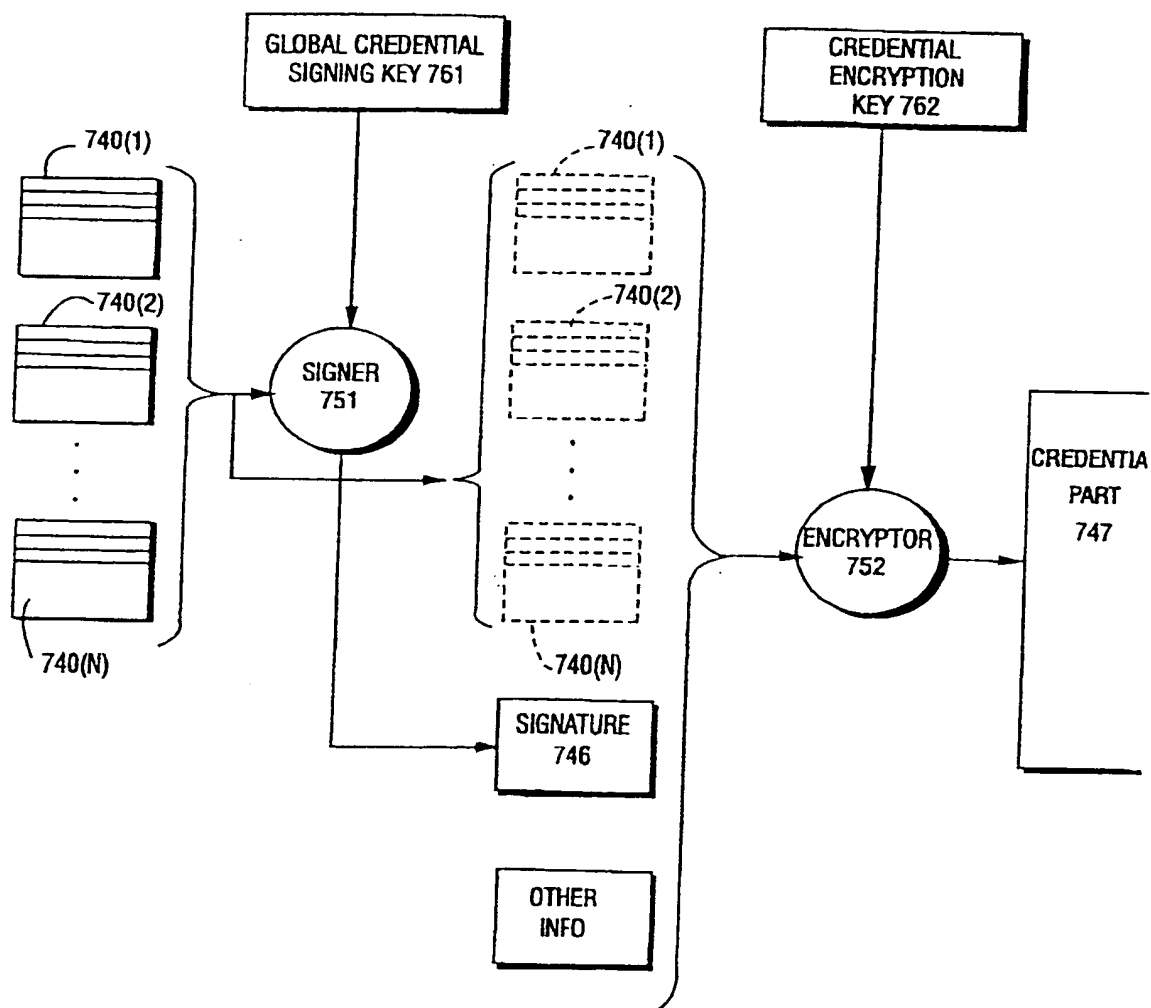 GLOBAL CREDENTIAL
SIGNING KEY 761
CREDENTIAL
ENCRYPTION
KEY 762
740(1)
740(1)
740(2)
740(2)
SIGNER
751
CREDENTIA
PART
747
ENCRYPTOR
752
740(N)
740(N)
SIGNATURE
746
OTHER
INFO